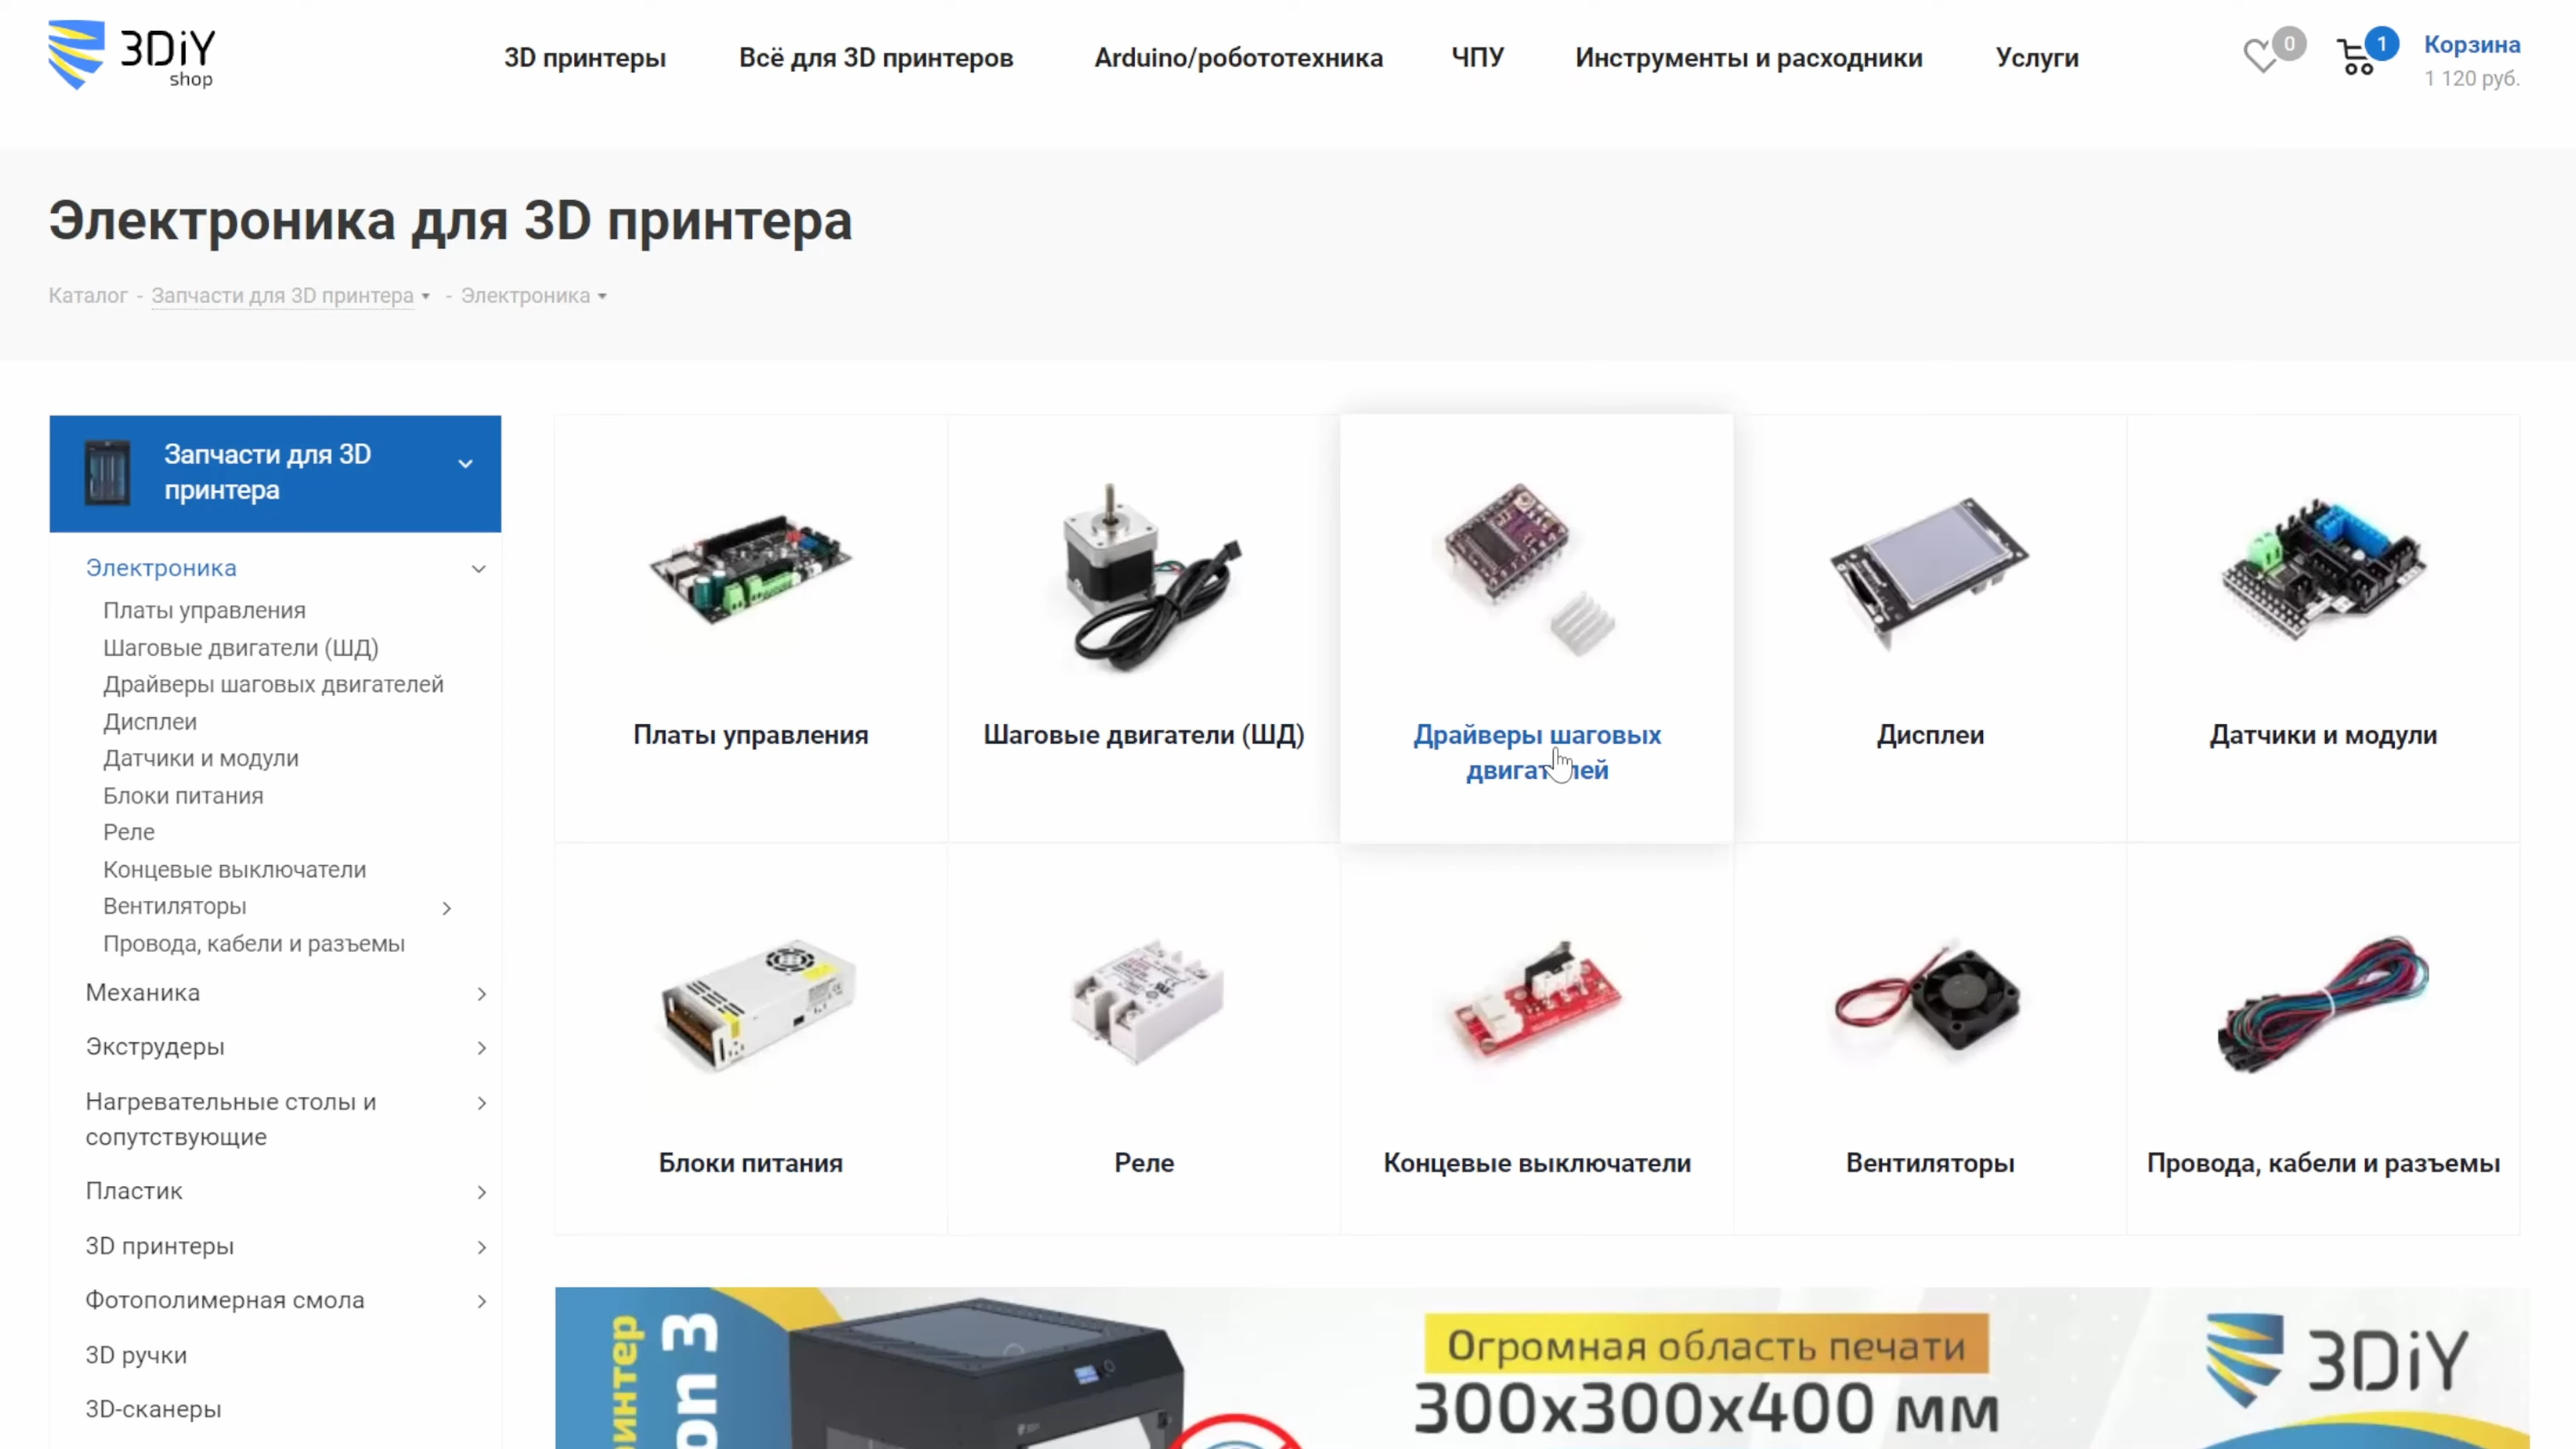 3DiY
shop
3D принтеры
Всё для 3D принтеров
Arduino/робототехника
ЧПУ
Инструменты и расходники
Услуги
0
1
Корзина
1 120 руб.
Электроника для 3D принтера
Каталог - Запчасти для 3D принтера - Электроника
Запчасти для 3D
принтера
Электроника
Платы управления
Шаговые двигатели (ШД)
Драйверы шаговых двигателей
Дисплеи
Датчики и модули
Блоки питания
Реле
Концевые выключатели
Вентиляторы
Провода, кабели и разъемы
Механика
Экструдеры
Нагревательные столы и
сопутствующие
Пластик
3D принтеры
Фотополимерная смола
3D ручки
3D-сканеры
Платы управления
Шаговые двигатели (ШД)
Драйверы шаговых
двигателей
Дисплеи
Датчики и модули
Блоки питания
Реле
Концевые выключатели
Вентиляторы
Провода, кабели и разъемы
ринтер
on 3
Огромная область печати
300x300x400 мм
3DiY